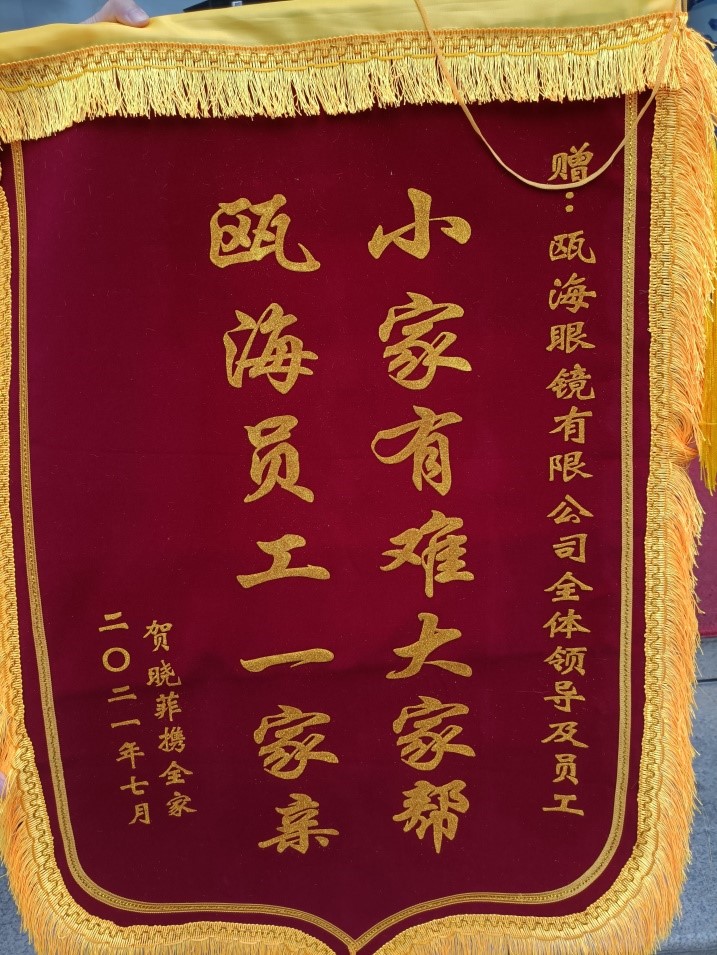 赠：瓯海眼镜有限公司全体领导及员工
小家有难大家帮
瓯海员工一家亲
贺晓菲携全家
二〇二一年七月